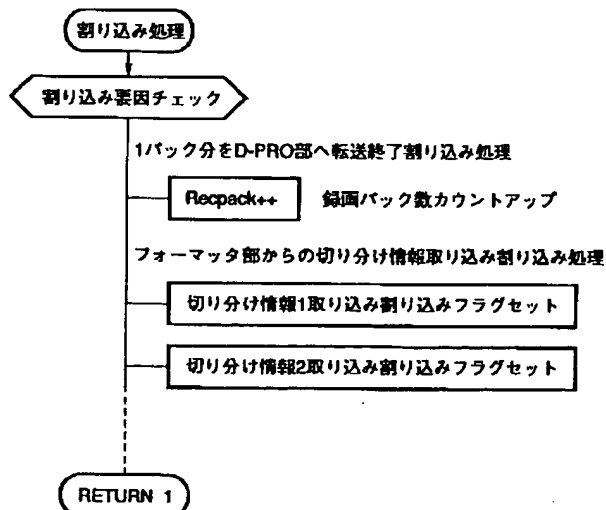 割り込み処理
割り込み要因チェック
1パック分をD-PRO部へ転送終了割り込み処理
Recpack++ 録画パック数カウントアップ
フォーマッタ部からの切り分け情報取り込み割り込み処理
切り分け情報1取り込み割り込みフラグセット
切り分け情報2取り込み割り込みフラグセット
RETURN 1